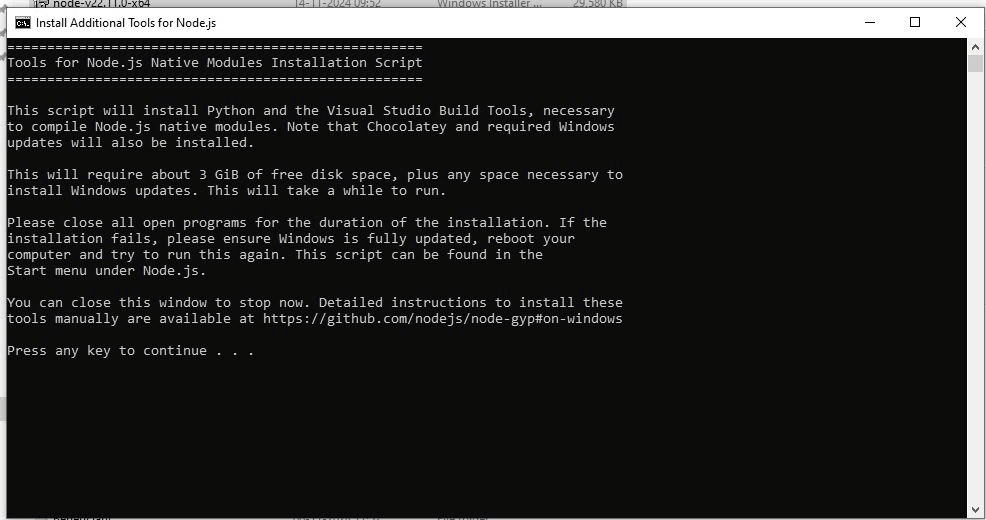 node-v22.11.0-x64 14-11-2024 09:52 Windows Installer ... 29,580 KB
Install Additional Tools for Node.js
====================================================
Tools for Node.js Native Modules Installation Script
====================================================
This script will install Python and the Visual Studio Build Tools, necessary
to compile Node.js native modules. Note that Chocolatey and required Windows
updates will also be installed.
This will require about 3 GiB of free disk space, plus any space necessary to
install Windows updates. This will take a while to run.
Please close all open programs for the duration of the installation. If the
installation fails, please ensure Windows is fully updated, reboot your
computer and try to run this again. This script can be found in the
Start menu under Node.js.
You can close this window to stop now. Detailed instructions to install these
tools manually are available at https://github.com/nodejs/node-gyp#on-windows
Press any key to continue . . .